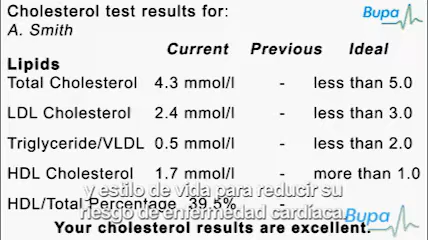 Cholesterol test results for:
Bupa
A. Smith
Current Previous Ideal
Lipids
Total Cholesterol 4.3 mmol/l - less than 5.0
LDL Cholesterol 2.4 mmol/l - less than 3.0
Triglyceride/VLDL 0.5 mmol/l - less than 2.0
HDL Cholesterol 1.7 mmol/l - more than 1.0
HDL/Total Percentage 39.5% -
y estilo de vida para reducir su
riesgo de enfermedad cardíaca.
Bupa
Your cholesterol results are excellent.